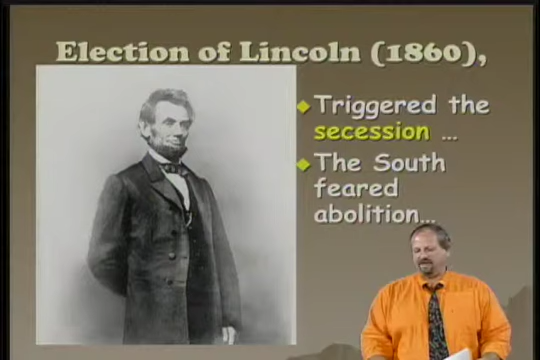 Election of Lincoln (1860),
Triggered the
secession ...
The South
feared
abolition...